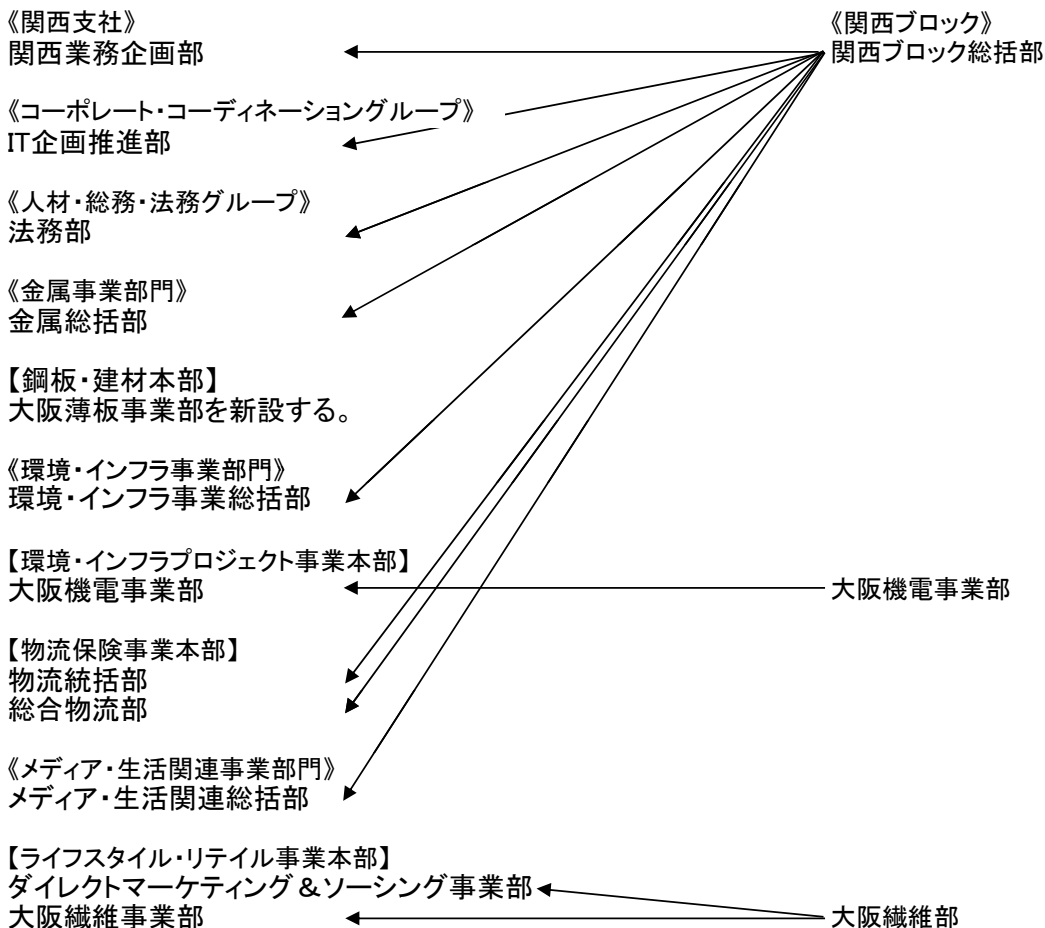 《関西支社》
関西業務企画部
《関西ブロック》
関西ブロック総括部
《コーポレート・コーディネーショングループ》
IT企画推進部
《人材・総務・法務グループ》
法務部
《金属事業部門》
金属総括部
【鋼板・建材本部】
大阪薄板事業部を新設する。
《環境・インフラ事業部門》
環境・インフラ事業総括部
【環境・インフラプロジェクト事業本部】
大阪機電事業部
大阪機電事業部
【物流保険事業本部】
物流統括部
総合物流部
《メディア・生活関連事業部門》
メディア・生活関連総括部
【ライフスタイル・リテイル事業本部】
ダイレクトマーケティング＆ソーシング事業部
大阪繊維事業部
大阪繊維部